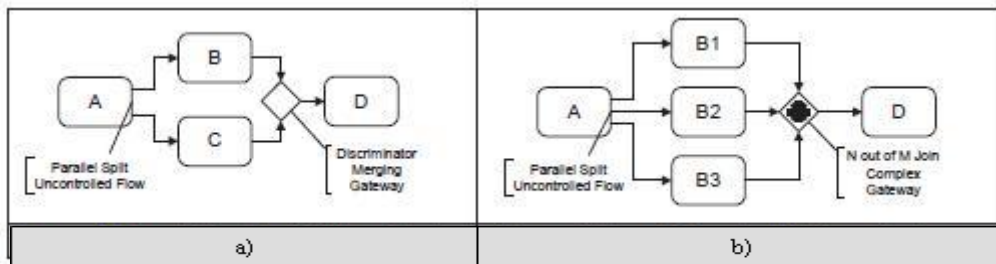 B
A
D
C
Parallel Split
Uncontrolled Flow
Discriminator
Merging
Gateway
B1
A
B2
D
B3
Parallel Split
Uncontrolled Flow
N out of M Join
Complex
Gateway
a)
b)